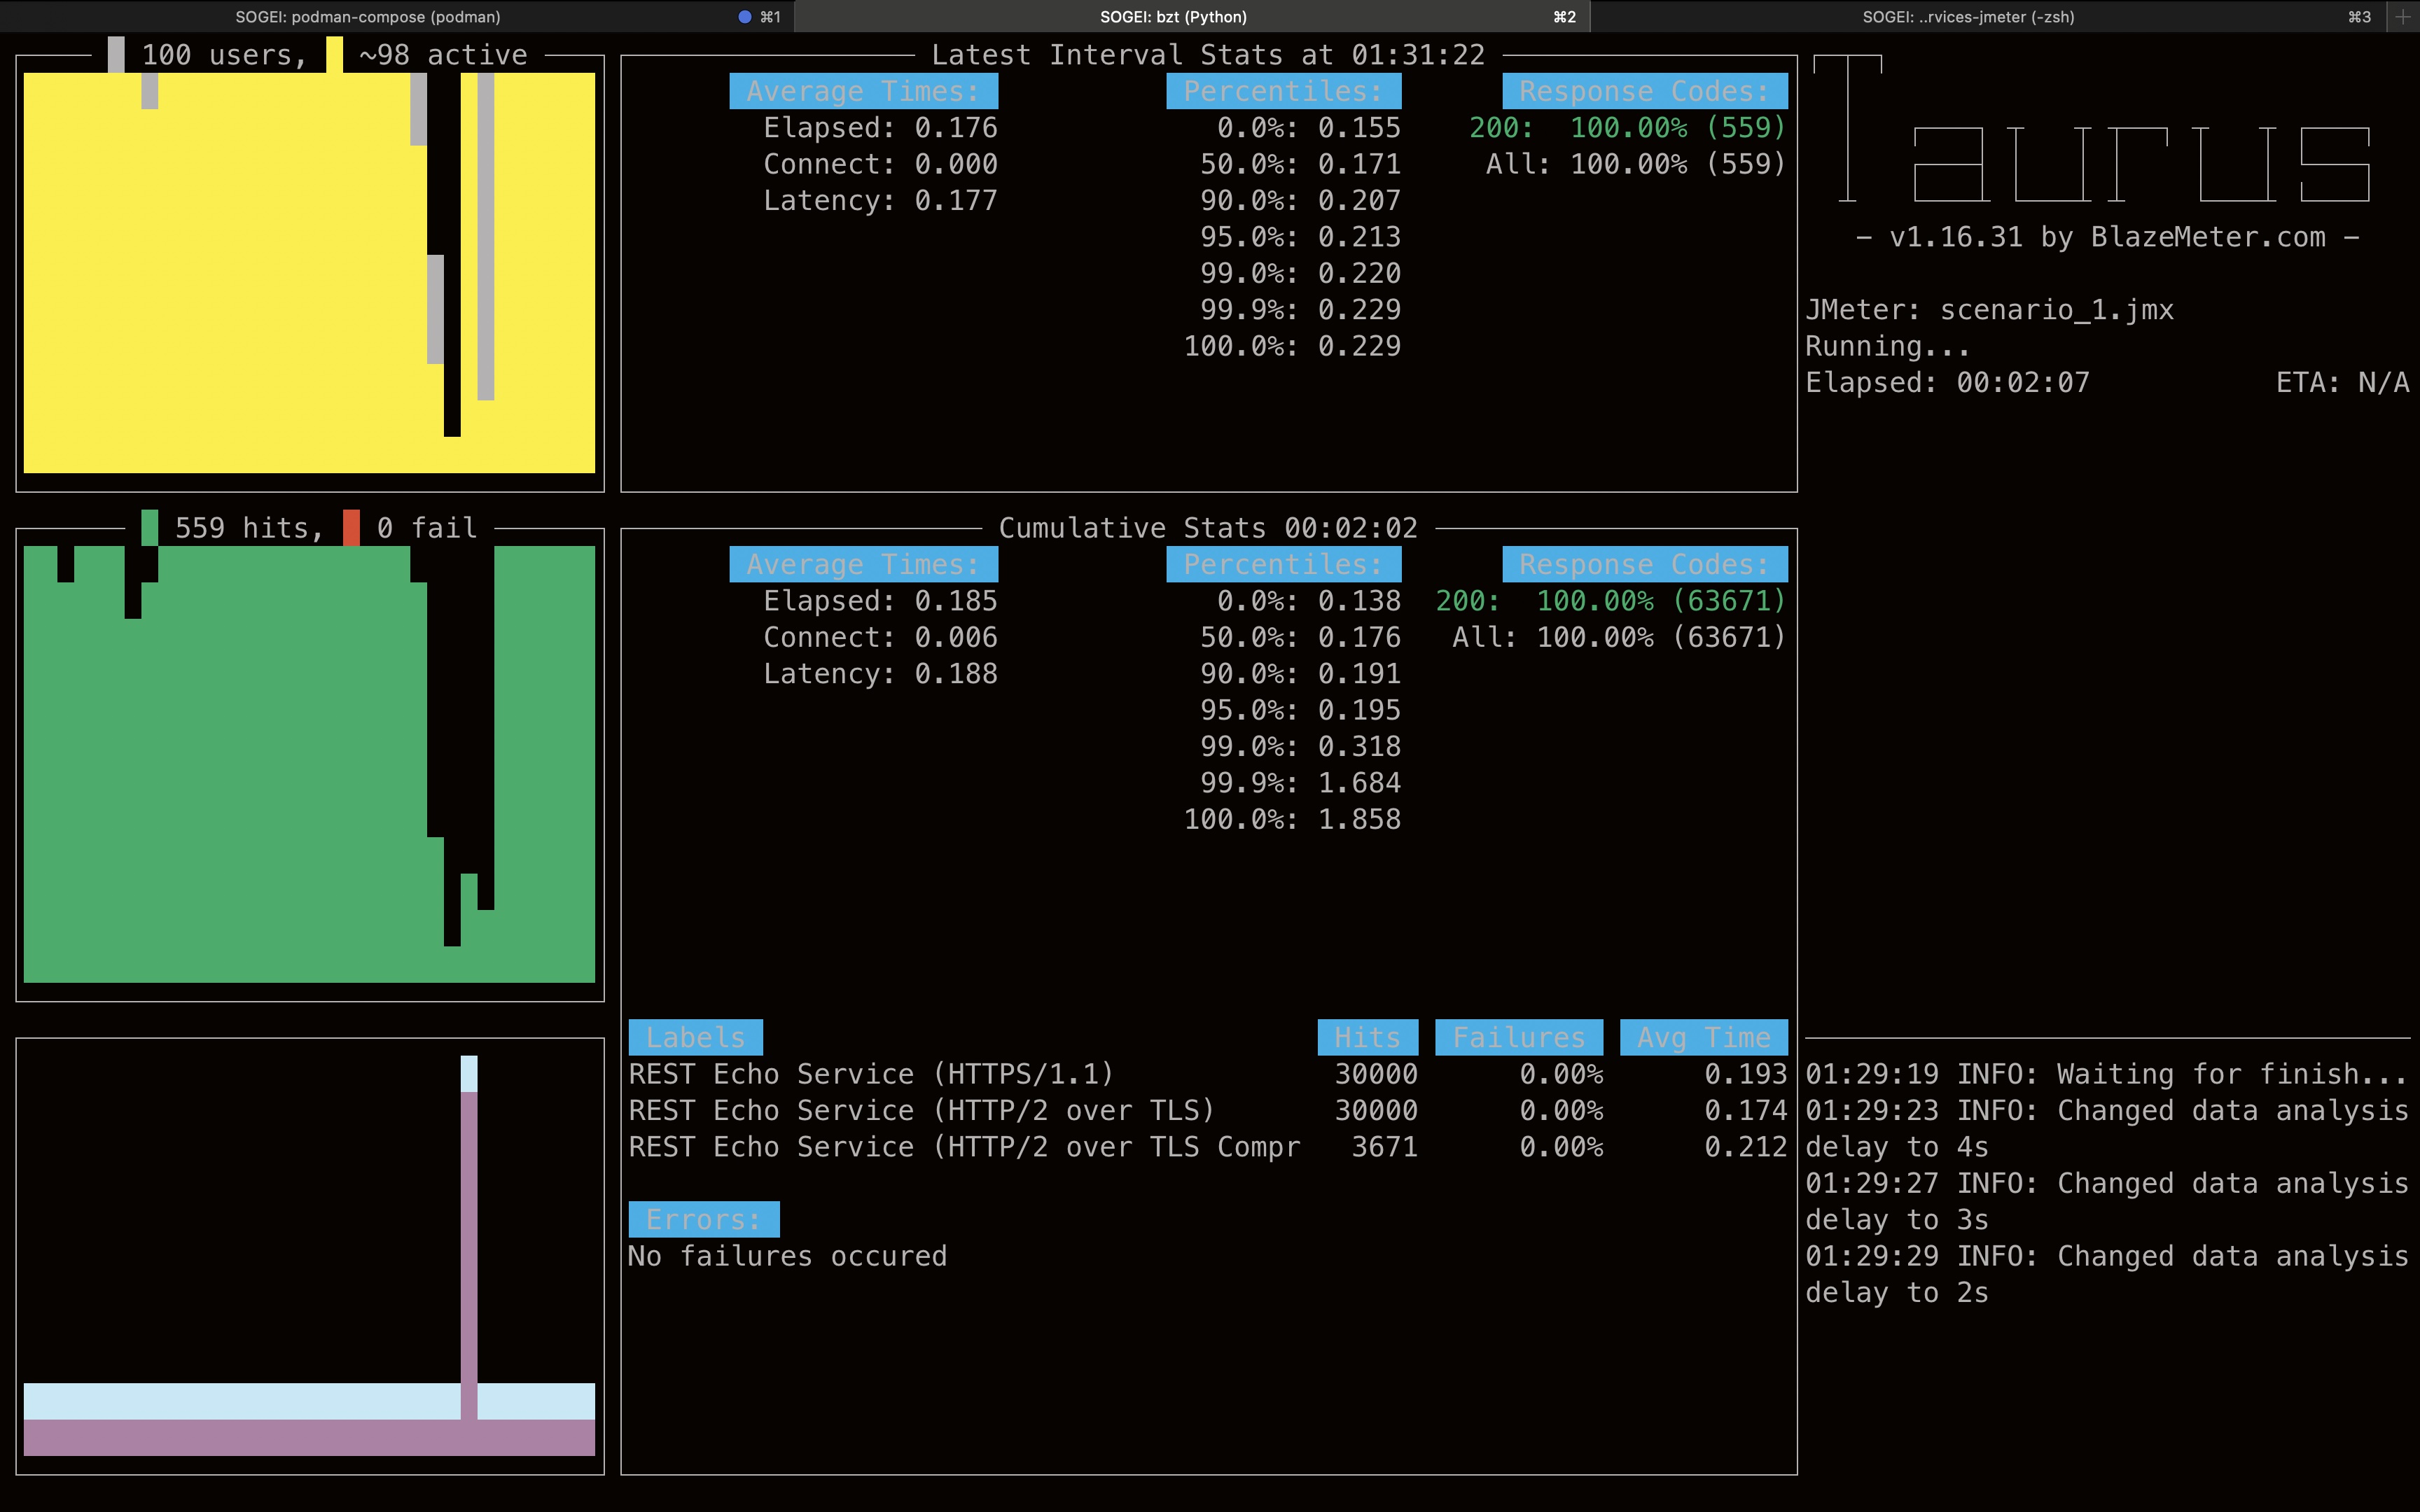 SOGEI: podman-compose (podman) ⌘1
SOGEI: bzt (Python) ⌘2
SOGEI: ..rvices-jmeter (-zsh) ⌘3 +
100 users, ~98 active
Latest Interval Stats at 01:31:22
Average Times:
Elapsed: 0.176
Connect: 0.000
Latency: 0.177
Percentiles:
0.0%: 0.155
50.0%: 0.171
90.0%: 0.207
95.0%: 0.213
99.0%: 0.220
99.9%: 0.229
100.0%: 0.229
Response Codes:
200: 100.00% (559)
All: 100.00% (559)
Taurus
- v1.16.31 by BlazeMeter.com -
JMeter: scenario_1.jmx
Running...
Elapsed: 00:02:07 ETA: N/A
559 hits, 0 fail
Cumulative Stats 00:02:02
Average Times:
Elapsed: 0.185
Connect: 0.006
Latency: 0.188
Percentiles:
0.0%: 0.138
50.0%: 0.176
90.0%: 0.191
95.0%: 0.195
99.0%: 0.318
99.9%: 1.684
100.0%: 1.858
Response Codes:
200: 100.00% (63671)
All: 100.00% (63671)
Labels Hits Failures Avg Time
REST Echo Service (HTTPS/1.1) 30000 0.00% 0.193
REST Echo Service (HTTP/2 over TLS) 30000 0.00% 0.174
REST Echo Service (HTTP/2 over TLS Compr 3671 0.00% 0.212
Errors:
No failures occured
01:29:19 INFO: Waiting for finish...
01:29:23 INFO: Changed data analysis
delay to 4s
01:29:27 INFO: Changed data analysis
delay to 3s
01:29:29 INFO: Changed data analysis
delay to 2s